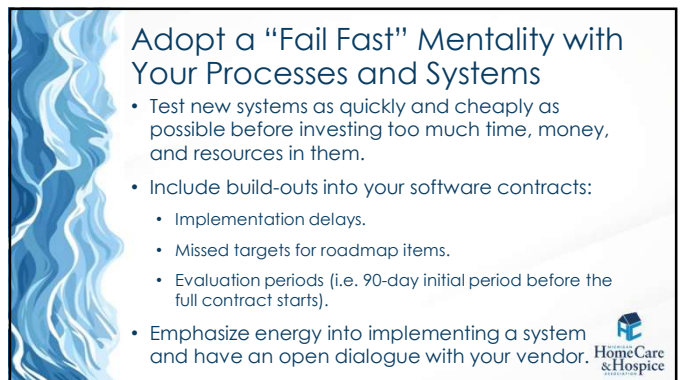 Adopt a “Fail Fast” Mentality with
Your Processes and Systems
• Test new systems as quickly and cheaply as
possible before investing too much time, money,
and resources in them.
• Include build-outs into your software contracts:
• Implementation delays.
• Missed targets for roadmap items.
• Evaluation periods (i.e. 90-day initial period before the
full contract starts).
• Emphasize energy into implementing a system
and have an open dialogue with your vendor.
MICHIGAN
HomeCare
&Hospice
ASSOCIATION